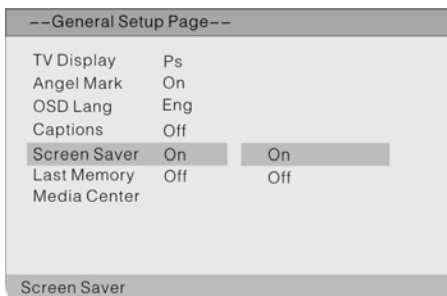 --General Setup Page--
TV Display Ps
Angel Mark On
OSD Lang Eng
Captions Off
Screen Saver On On
Last Memory Off Off
Media Center
Screen Saver